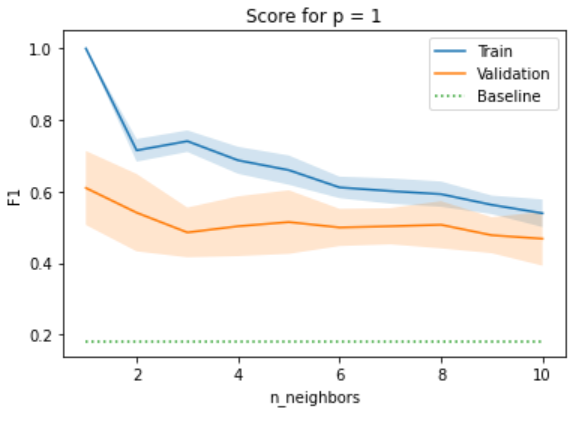 Score for p = 1
F1
1.0
0.8
0.6
0.4
0.2
Train
Validation
Baseline
2 4 6 8 10
n_neighbors